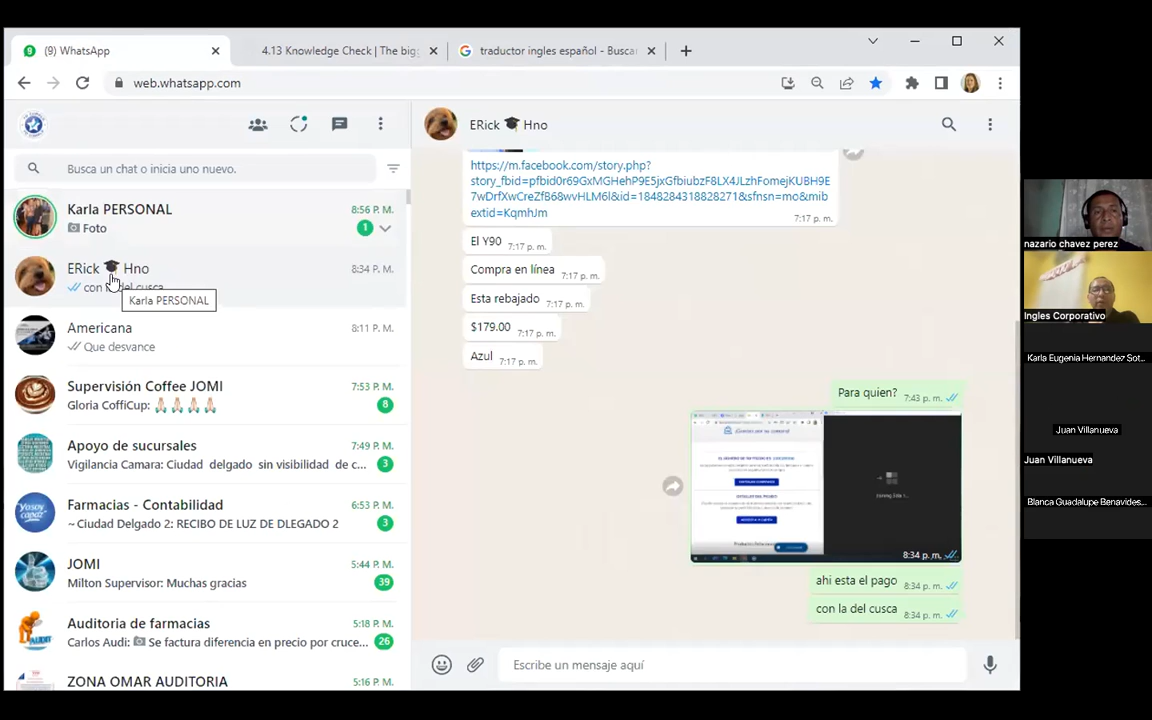 (9) WhatsApp
4.13 Knowledge Check | The big
traductor ingles español - Buscar
web.whatsapp.com
ERick Hno
Busca un chat o inicia uno nuevo.
Karla PERSONAL
8:56 P. M.
Foto
1
ERick Hno
8:34 P. M.
con la del cusca
Karla PERSONAL
Americana
8:11 P. M.
Que desvance
Supervisión Coffee JOMI
7:53 P. M.
Gloria CoffiCup:
8
Apoyo de sucursales
7:49 P. M.
Vigilancia Camara: Ciudad delgado sin visibilidad de c...
3
Farmacias - Contabilidad
6:53 P. M.
~Ciudad Delgado 2: RECIBO DE LUZ DE DLEGADO 2
3
JOMI
5:44 P. M.
Milton Supervisor: Muchas gracias
39
Auditoria de farmacias
5:18 P. M.
Carlos Audi: Se factura diferencia en precio por cruce...
26
ZONA OMAR AUDITORIA
5:16 P. M.
https://m.facebook.com/story.php?
story_fbid=pfbid0r69GxMGHehP9E5jxGfbiubzF8LX4JLzhFomejKUBH9E
7wDrfXwCreZfB68wvHLM6l&id=1848284318828271&sfnsn=mo&mib
extid=KqmhJm
7:17 p. m.
El Y90 7:17 p. m.
Compra en línea 7:17 p. m.
Esta rebajado 7:17 p. m.
$179.00 7:17 p. m.
Azul 7:17 p. m.
Para quien? 7:43 p. m.
8:34 p. m.
ahi esta el pago 8:34 p. m.
con la del cusca 8:34 p. m.
Escribe un mensaje aquí
nazario chavez perez
Ingles Corporativo
Karla Eugenia Hernandez Sot...
Juan Villanueva
Juan Villanueva
Blanca Guadalupe Benavides...